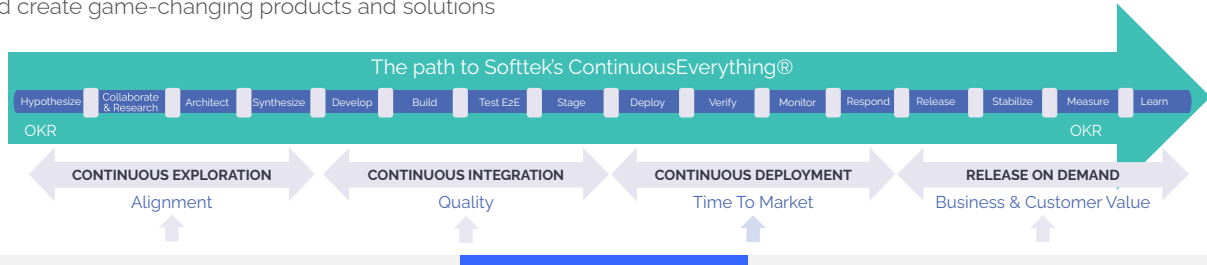 d create game-changing products and solutions
The path to Softtek's ContinuousEverything®
Hypothesize
Collaborate
& Research
Architect
Synthesize
Develop
Build
Test E2E
Stage
Deploy
Verify
Monitor
Respond
Release
Stabilize
Measure
Learn
OKR
OKR
CONTINUOUS EXPLORATION
CONTINUOUS INTEGRATION
CONTINUOUS DEPLOYMENT
RELEASE ON DEMAND
Alignment
Quality
Time To Market
Business & Customer Value